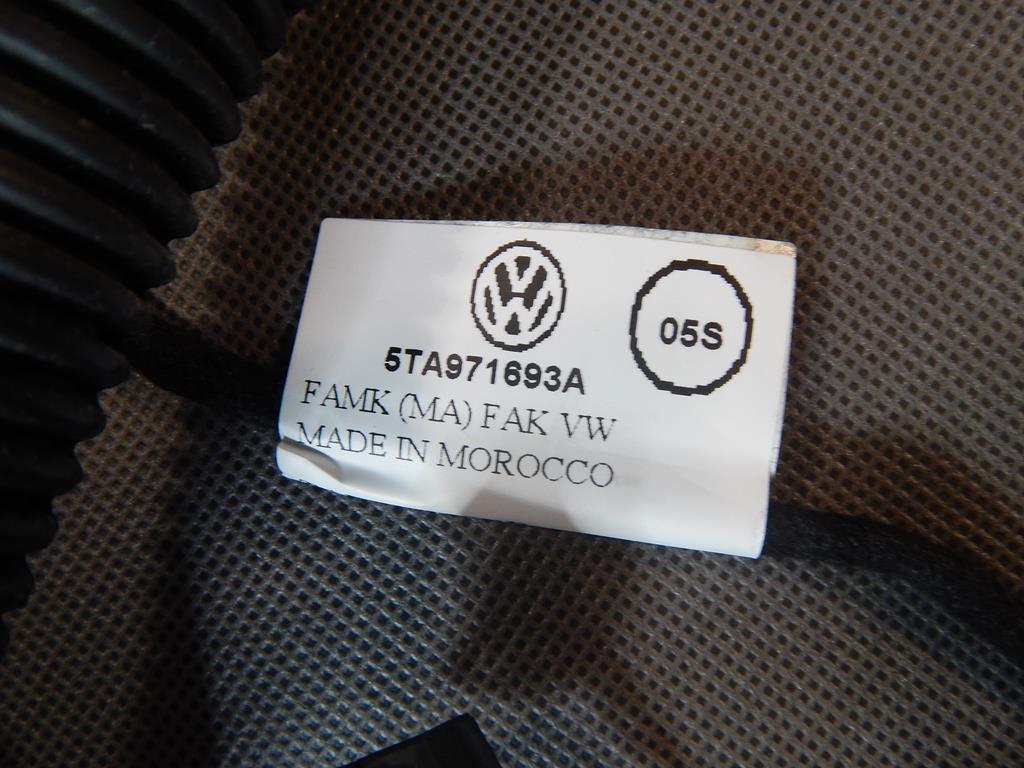 05S
5TA971693A
FAMK (MA) FAK VW
MADE IN MOROCCO